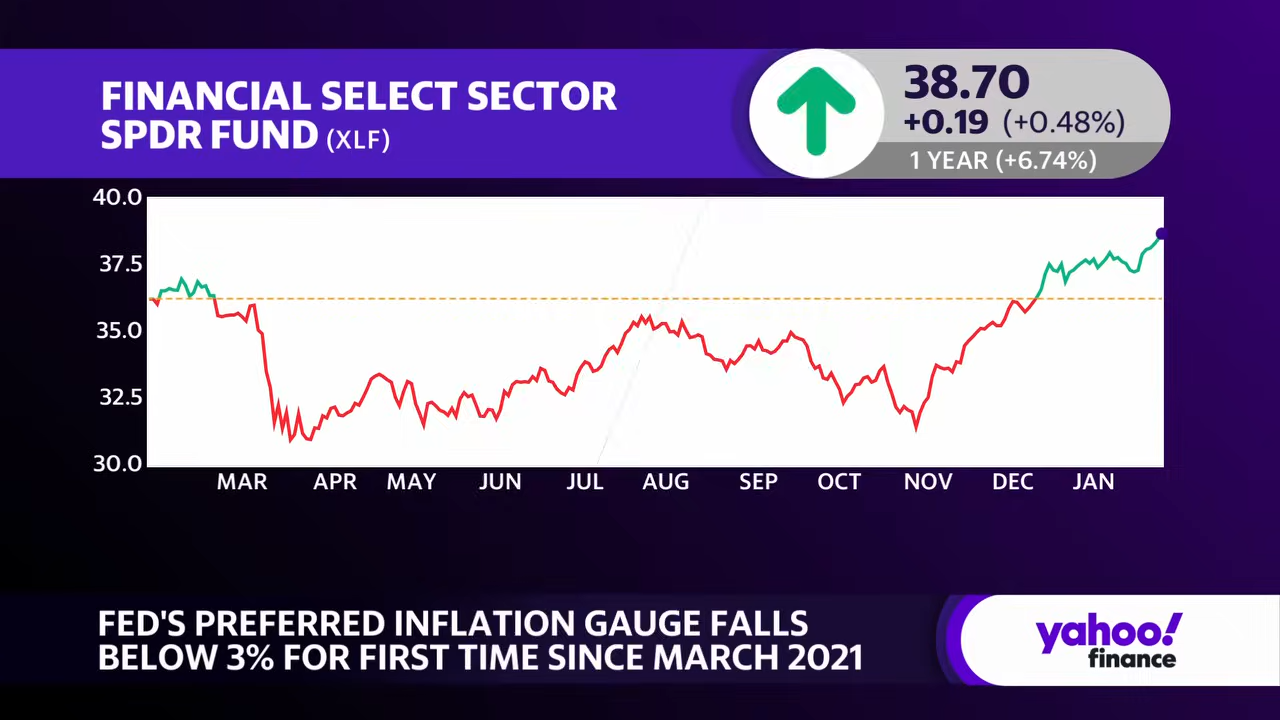 FINANCIAL SELECT SECTOR
SPDR FUND (XLF)
38.70
+0.19 (+0.48%)
1 YEAR (+6.74%)
40.0
37.5
35.0
32.5
30.0
MAR APR MAY JUN JUL AUG SEP OCT NOV DEC JAN
FED'S PREFERRED INFLATION GAUGE FALLS
BELOW 3% FOR FIRST TIME SINCE MARCH 2021
yahoo!
finance